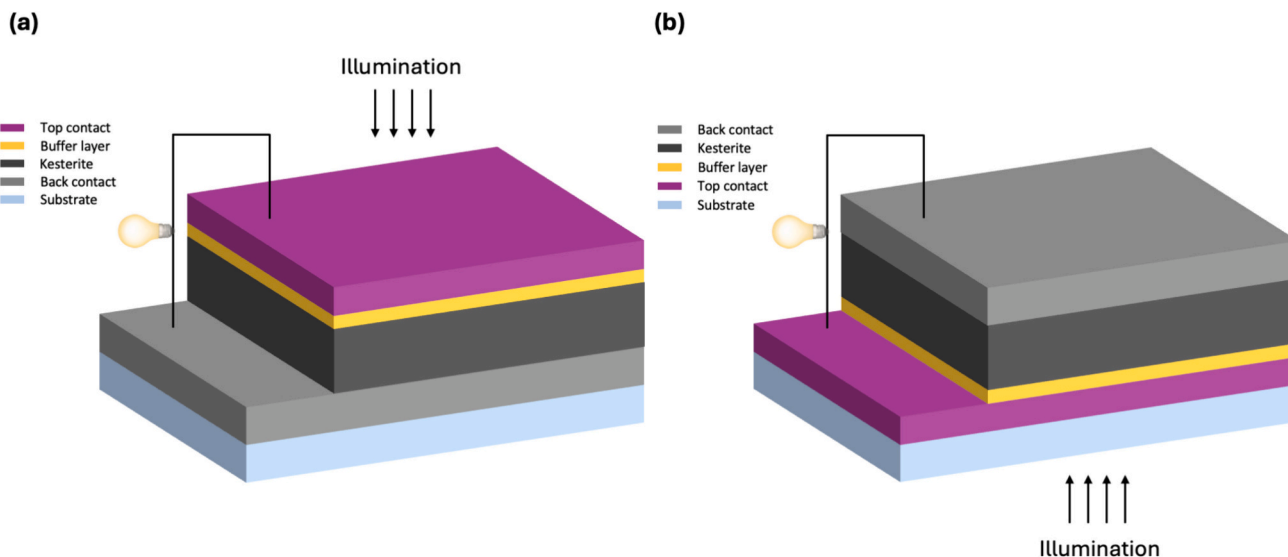 (a)
Illumination
Top contact
Buffer layer
Kesterite
Back contact
Substrate
(b)
Back contact
Kesterite
Buffer layer
Top contact
Substrate
Illumination